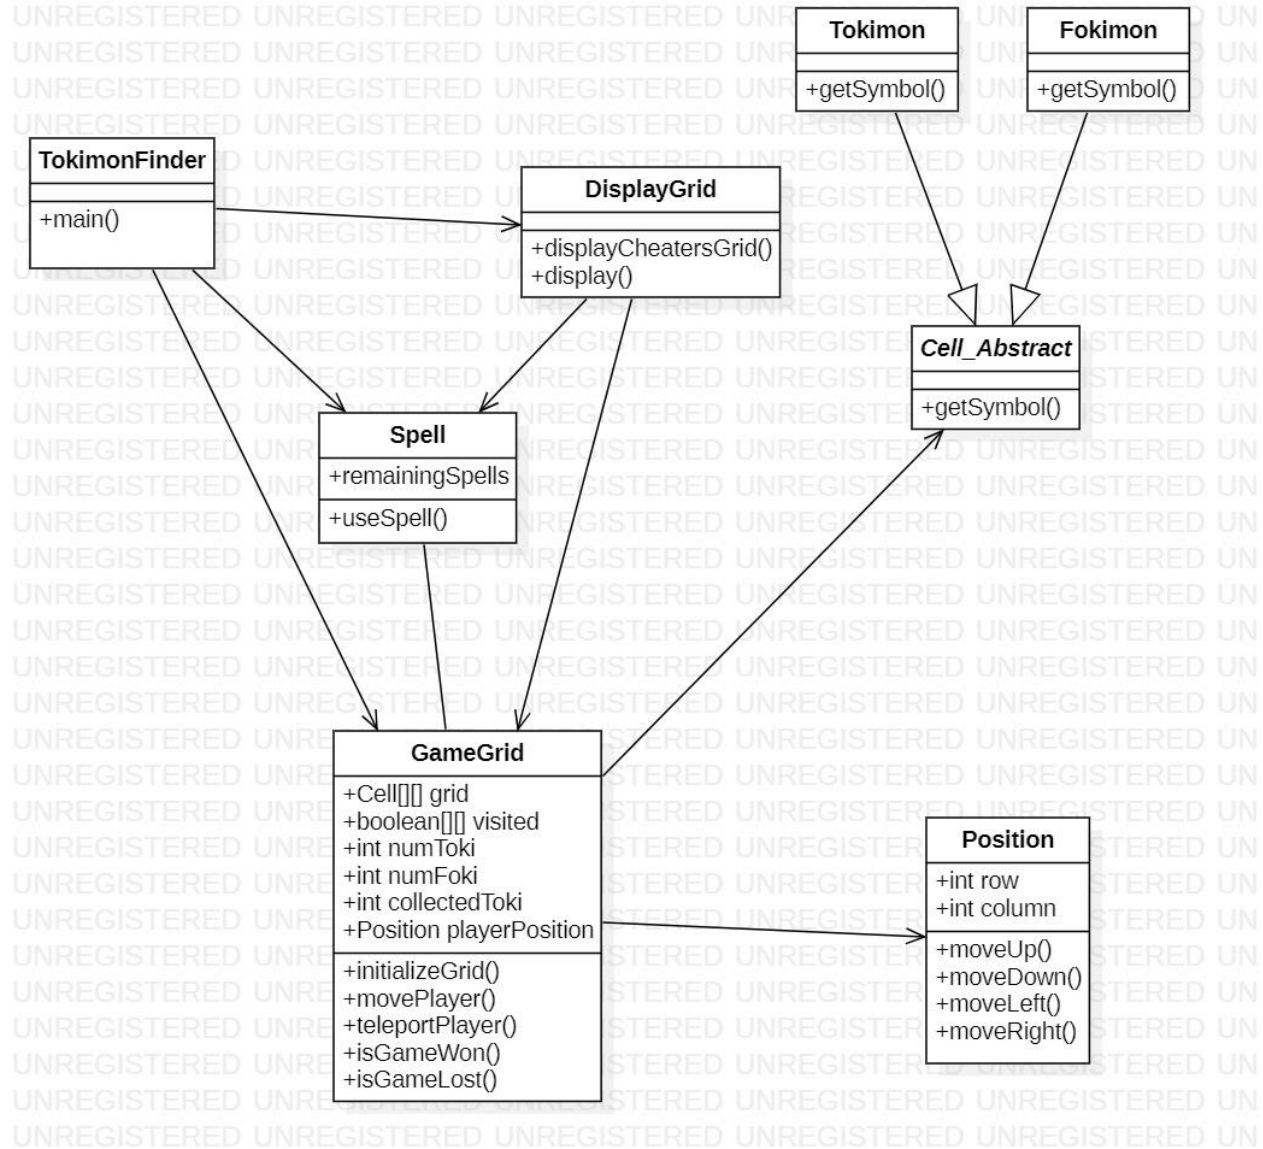 Tokimon
+getSymbol()
Fokimon
+getSymbol()
TokimonFinder
+main()
DisplayGrid
+displayCheatersGrid()
+display()
Cell_Abstract
+getSymbol()
Spell
+remainingSpells
+useSpell()
GameGrid
+Cell[][] grid
+boolean[][] visited
+int numToki
+int numFoki
+int collectedToki
+Position playerPosition
+initializeGrid()
+movePlayer()
+teleportPlayer()
+isGameWon()
+isGameLost()
Position
+int row
+int column
+moveUp()
+moveDown()
+moveLeft()
+moveRight()
UNREGISTERED